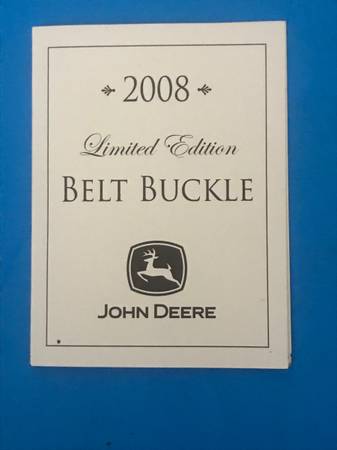 2008
Limited Edition
BELT BUCKLE
JOHN DEERE